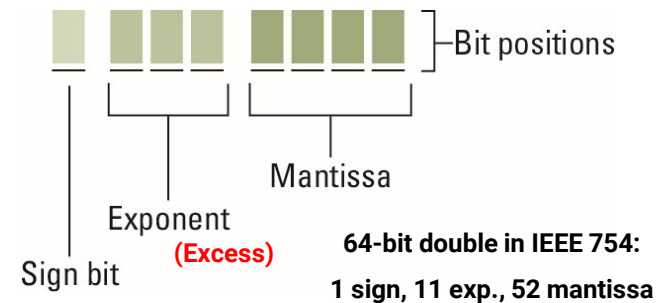 Bit positions
Mantissa
Exponent
(Excess)
Sign bit
64-bit double in IEEE 754:
1 sign, 11 exp., 52 mantissa